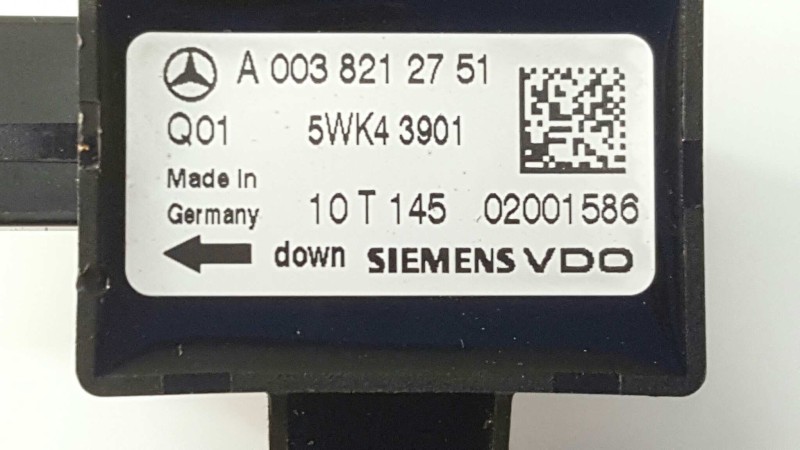 A 003 821 27 51
Q01 5WK4 3901
Made in
Germany 10 T 145 02001586
down SIEMENS VDO